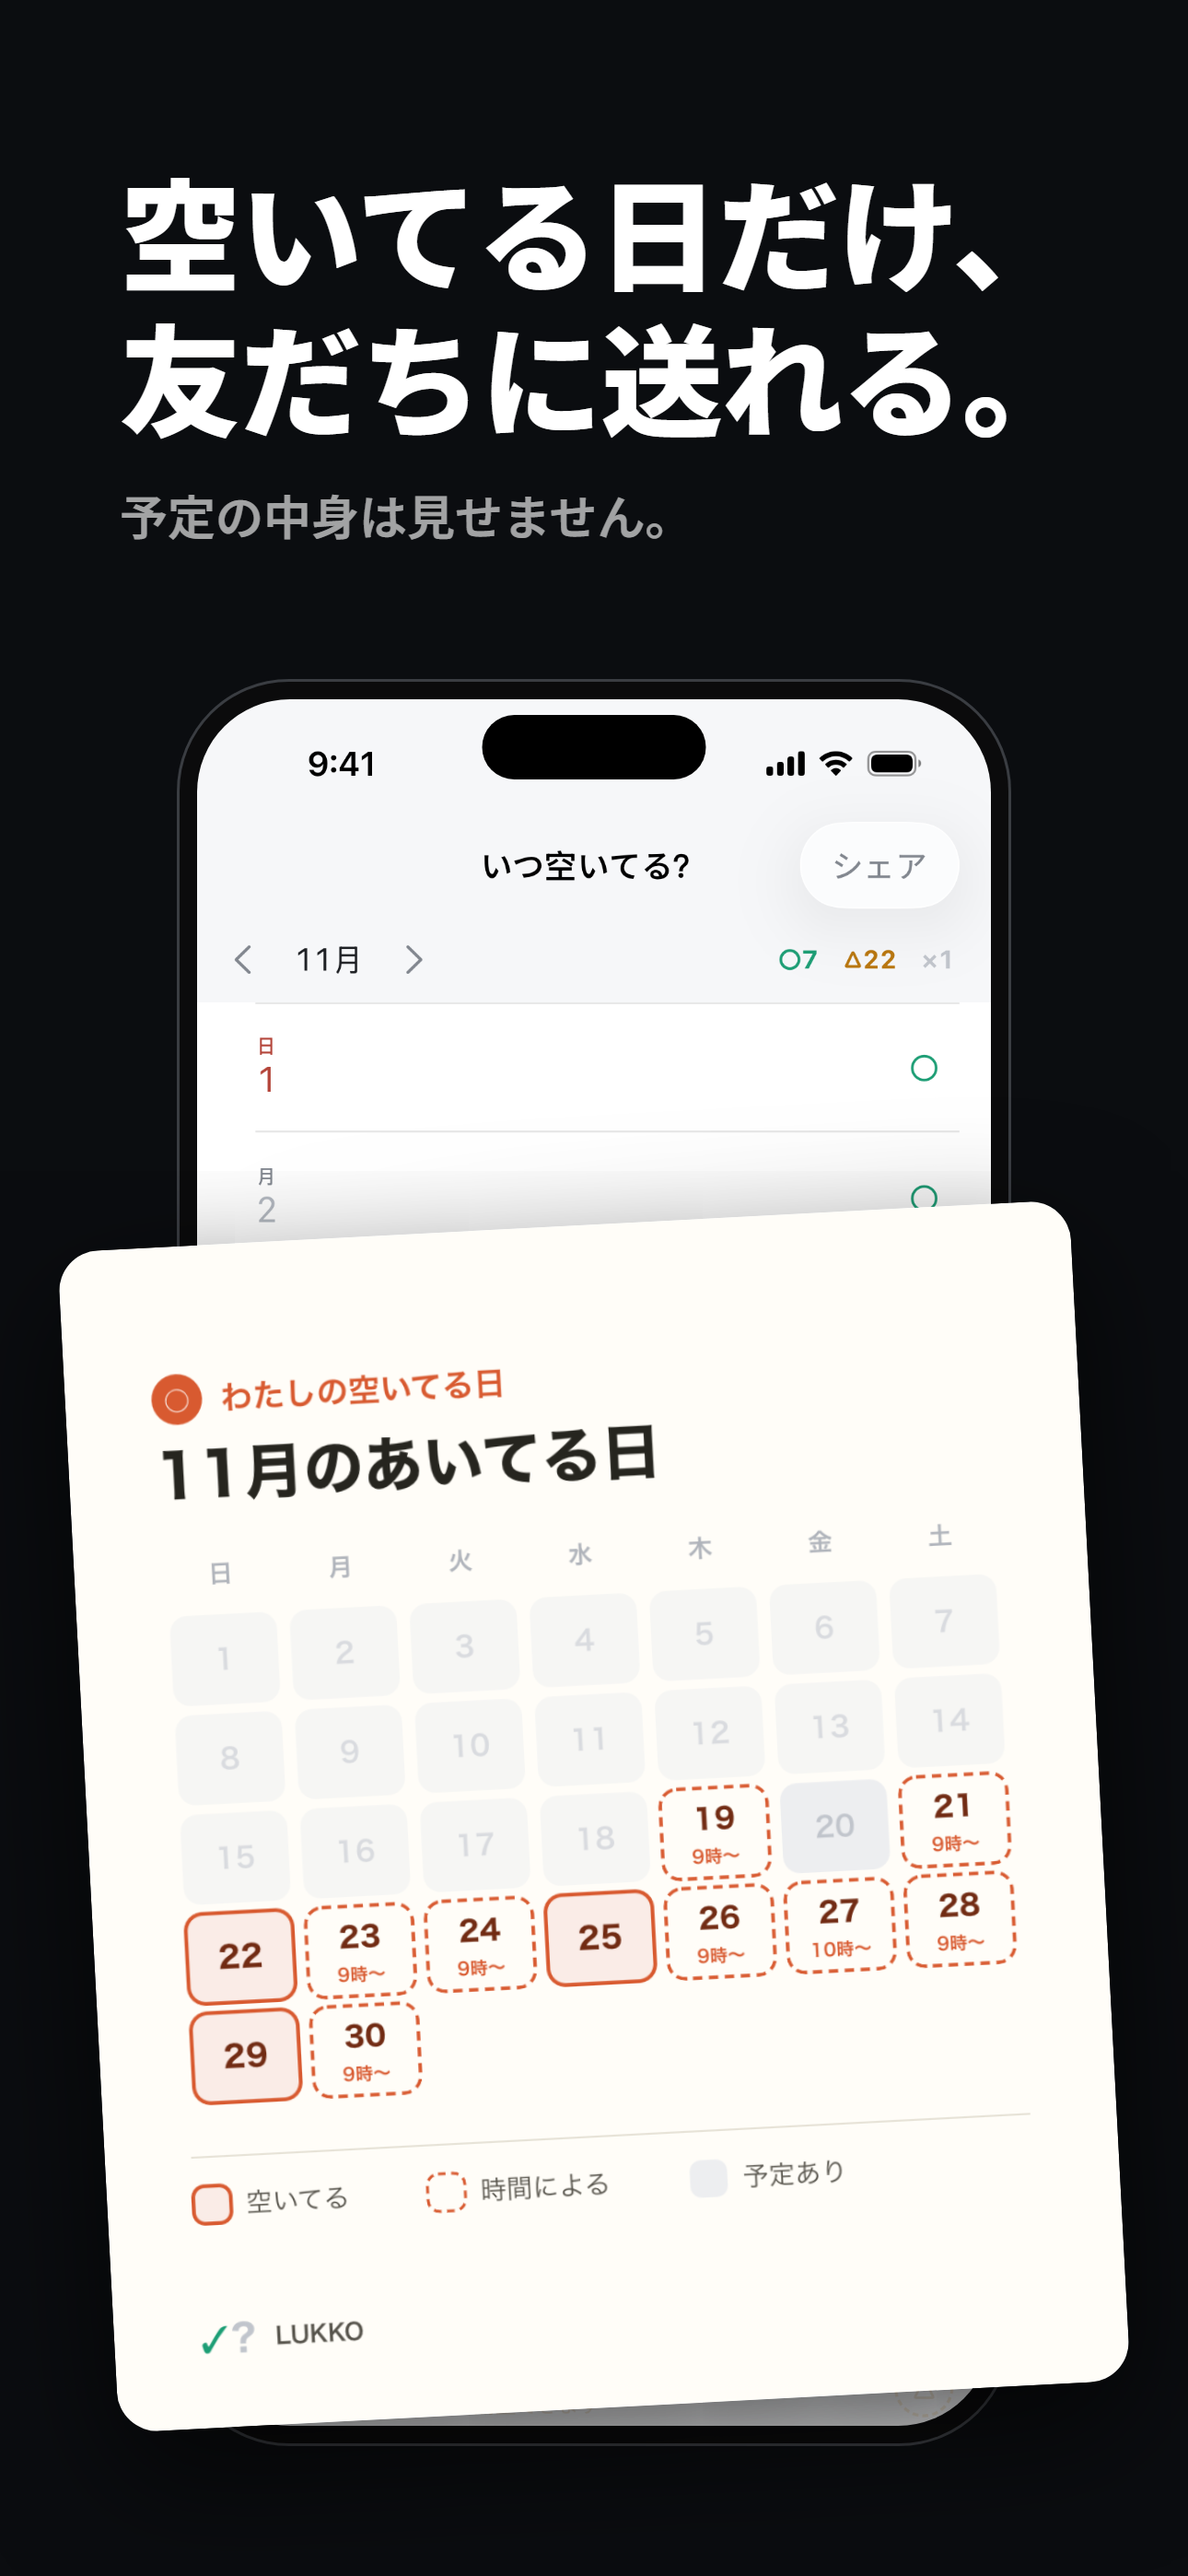 空いてる日だけ、
友だちに送れる。
予定の中身は見せません。
9:41
いつ空いてる?
シェア
11月
○7 △22 ×1
日
1
月
2
わたしの空いてる日
11月のあいてる日
日 月 火 水 木 金 土
1 2 3 4 5 6 7
8 9 10 11 12 13 14
15 16 17 18 19 20 21
9時〜 9時〜
22 23 24 25 26 27 28
9時〜 9時〜 9時〜 10時〜 9時〜
29 30
9時〜
空いてる 時間による 予定あり
✓? LUKKO